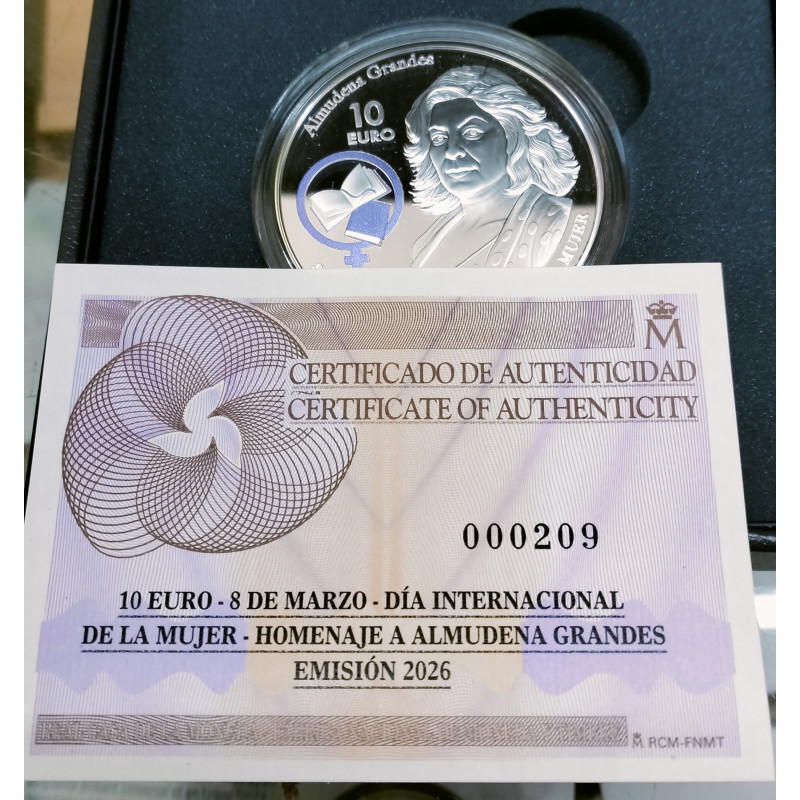 Almudena Grandes
10
EURO
MUJER
M
CERTIFICADO DE AUTENTICIDAD
CERTIFICATE OF AUTHENTICITY
000209
10 EURO - 8 DE MARZO - DÍA INTERNACIONAL
DE LA MUJER - HOMENAJE A ALMUDENA GRANDES
EMISIÓN 2026
M RCM-FNMT